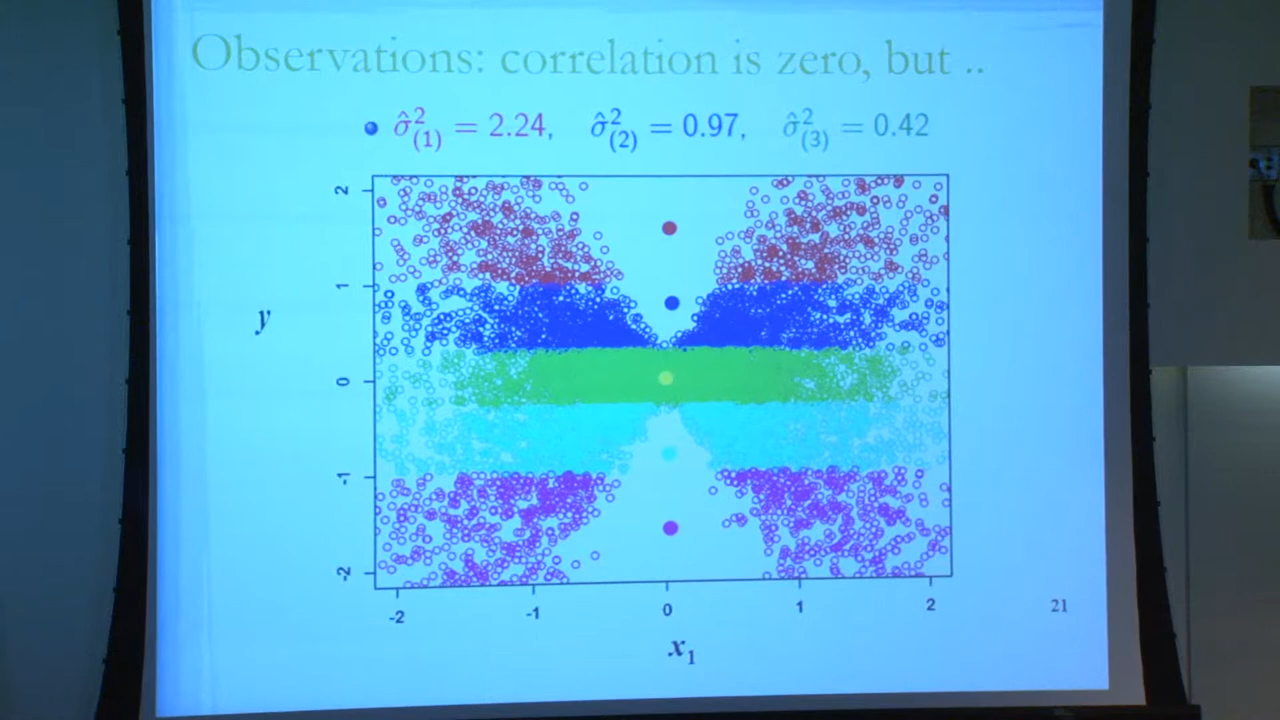 Observations: correlation is zero, but ..
σ̂²₍₁₎ = 2.24, σ̂²₍₂₎ = 0.97, σ̂²₍₃₎ = 0.42
2
1
y
0
-1
-2
-2 -1 0 1 2
21
x₁